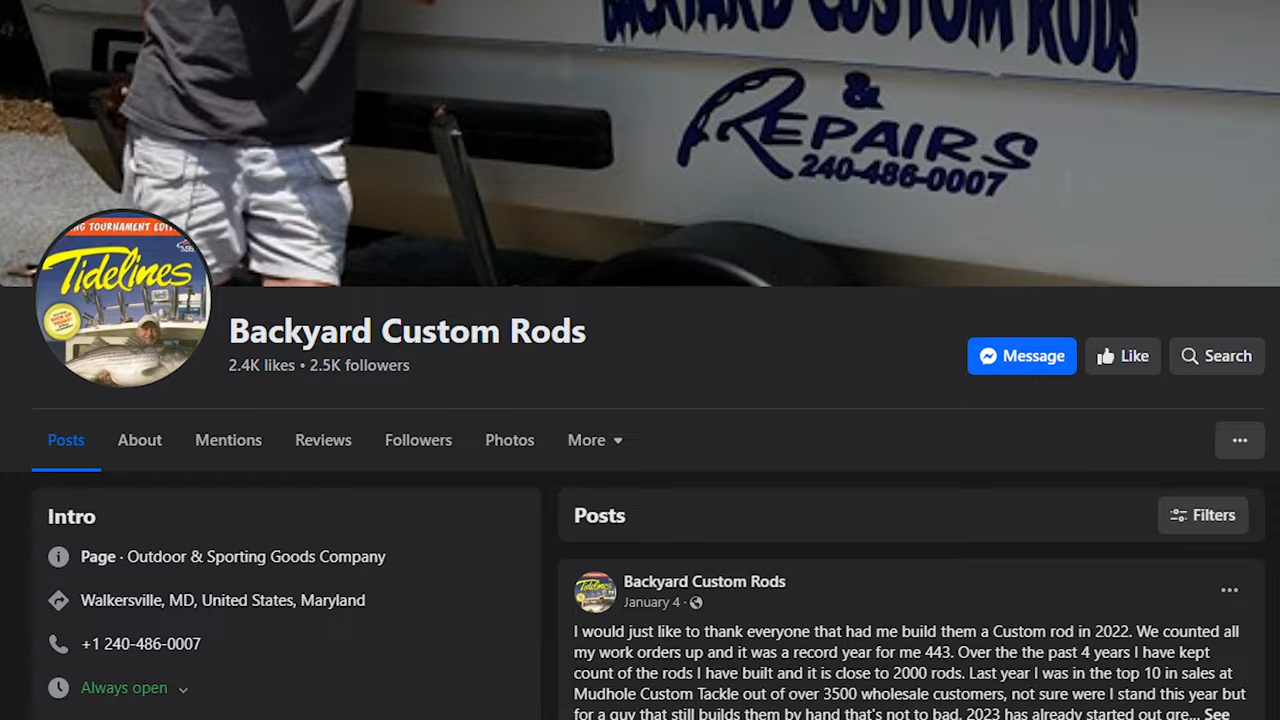 BACKYARD CUSTOM RODS
&
REPAIRS
240-486-0007
NG TOURNAMENT EDIT
Tidelines
Backyard Custom Rods
2.4K likes • 2.5K followers
Message
Like
Search
Posts
About
Mentions
Reviews
Followers
Photos
More
Intro
Page · Outdoor & Sporting Goods Company
Walkersville, MD, United States, Maryland
+1 240-486-0007
Always open
Posts
Filters
Backyard Custom Rods
January 4 ·
I would just like to thank everyone that had me build them a Custom rod in 2022. We counted all
my work orders up and it was a record year for me 443. Over the the past 4 years I have kept
count of the rods I have built and it is close to 2000 rods. Last year I was in the top 10 in sales at
Mudhole Custom Tackle out of over 3500 wholesale customers, not sure were I stand this year but
for a guy that still builds them by hand that's not to bad. 2023 has already started out gre... See